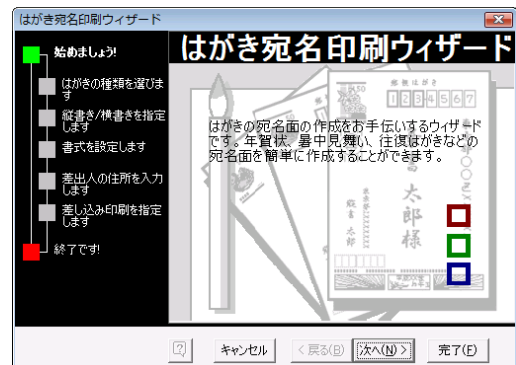 はがき宛名印刷ウィザード
はがき宛名印刷ウィザード
始めましょう!
はがきの種類を選びま
す
縦書き/横書きを指定
します
書式を設定します
差出人の住所を入力
します
差し込み印刷を指定
します
終了です!
郵便はがき
1234567
はがきの宛名面の作成をお手伝いするウィザード
です。年賀状、暑中見舞い、往復はがきなどの
宛名面を簡単に作成することができます。
太郎様
縦書 太郎
キャンセル
< 戻る(B)
次へ(N) >
完了(F)